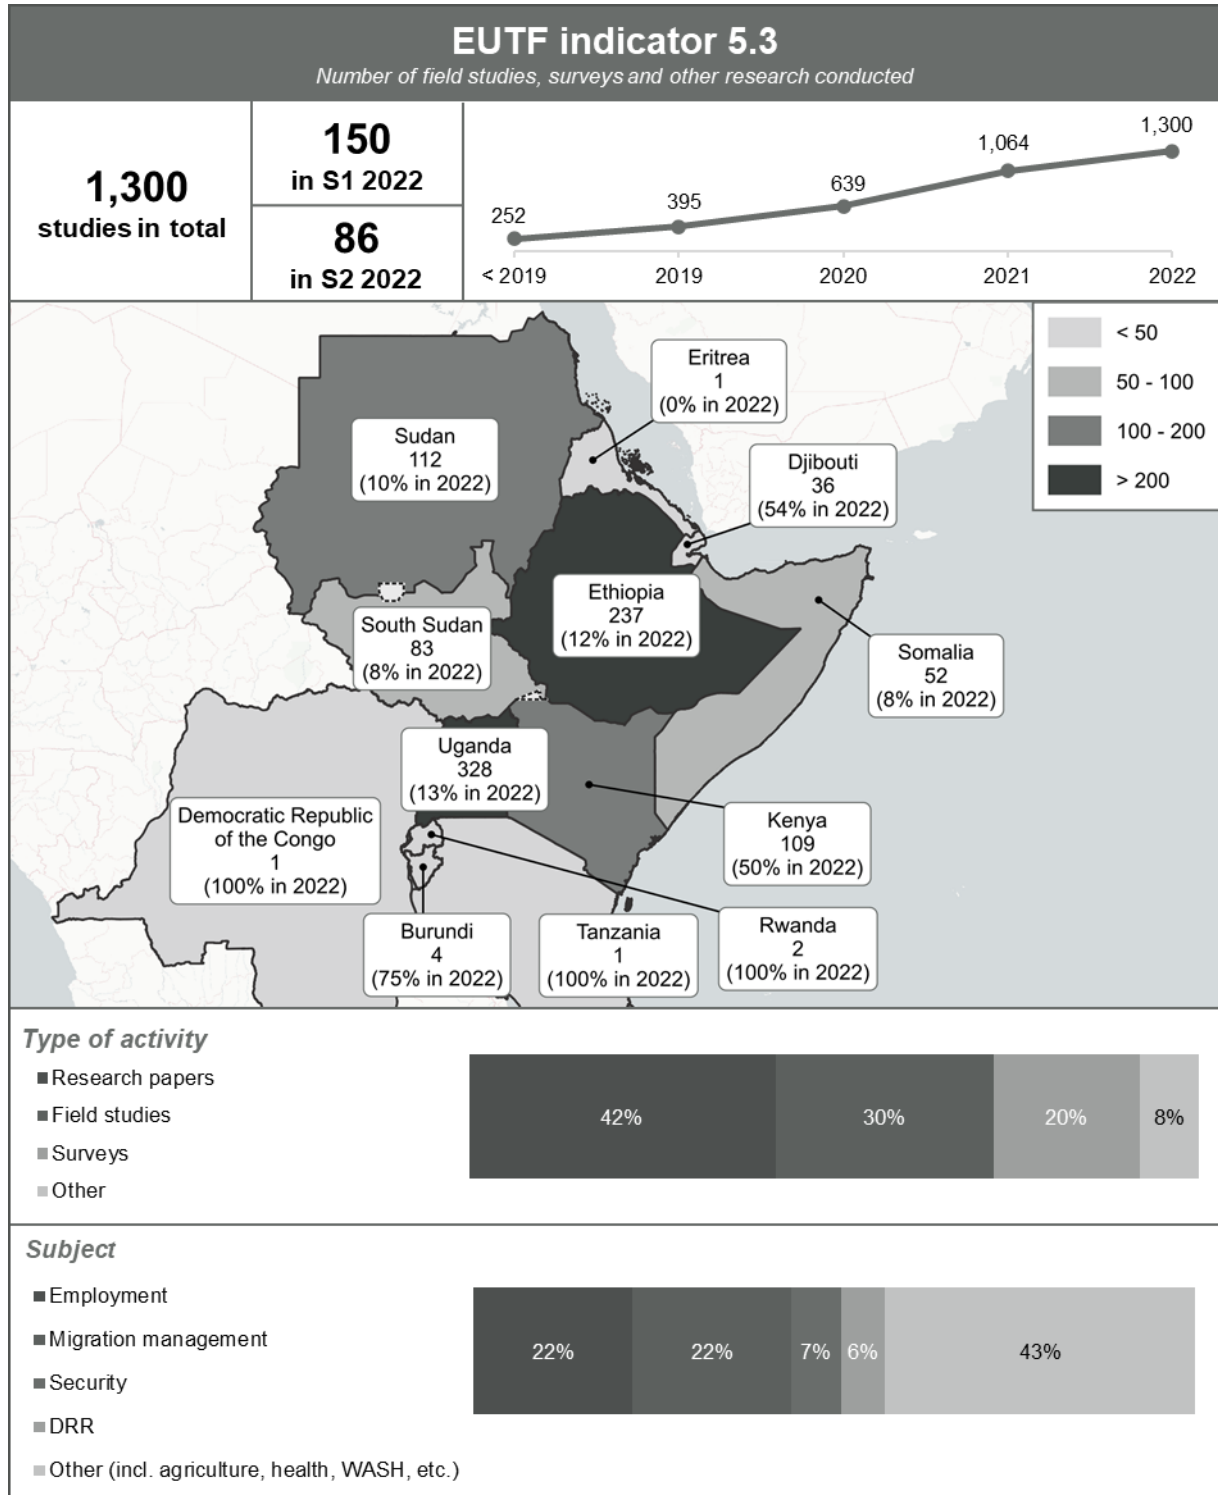 EUTF indicator 5.3
Number of field studies, surveys and other research conducted
1,300
studies in total
150
in S1 2022
86
in S2 2022
252
395
639
1,064
1,300
< 2019
2019
2020
2021
2022
< 50
50 - 100
100 - 200
> 200
Eritrea
1
(0% in 2022)
Sudan
112
(10% in 2022)
Djibouti
36
(54% in 2022)
Ethiopia
237
(12% in 2022)
South Sudan
83
(8% in 2022)
Somalia
52
(8% in 2022)
Uganda
328
(13% in 2022)
Democratic Republic
of the Congo
1
(100% in 2022)
Kenya
109
(50% in 2022)
Burundi
4
(75% in 2022)
Tanzania
1
(100% in 2022)
Rwanda
2
(100% in 2022)
Type of activity
Research papers
Field studies
Surveys
Other
42%
30%
20%
8%
Subject
Employment
Migration management
Security
DRR
Other (incl. agriculture, health, WASH, etc.)
22%
22%
7%
6%
43%